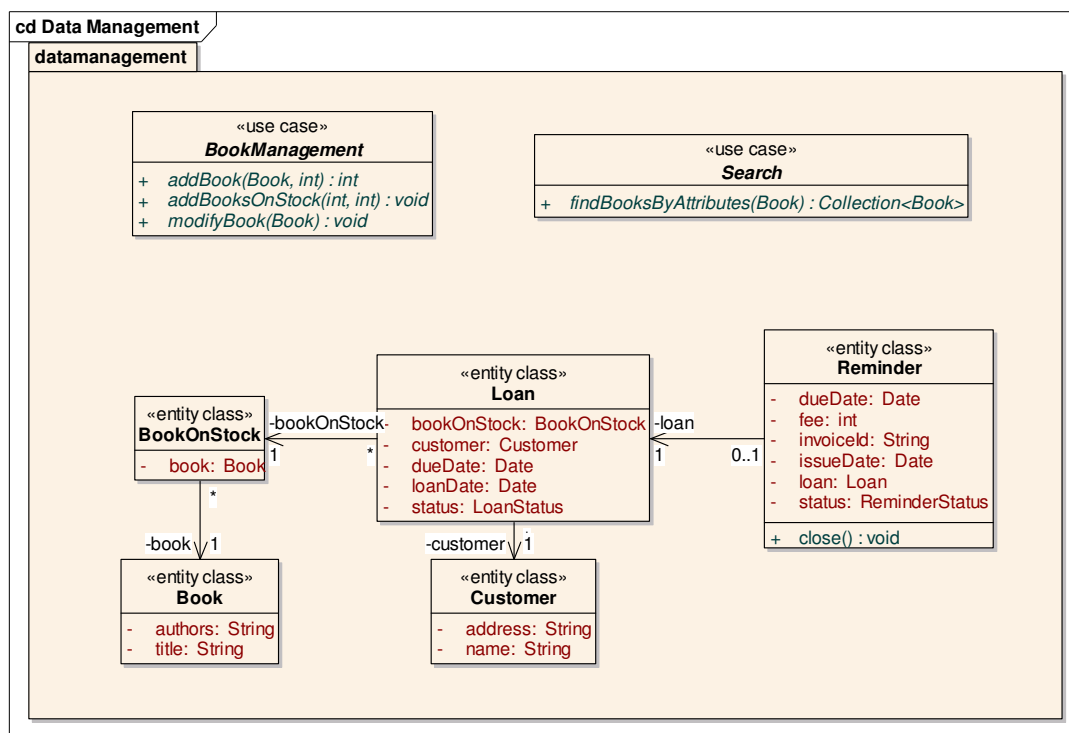 cd Data Management
datamanagement
«use case»
BookManagement
+ addBook(Book, int) : int
+ addBooksOnStock(int, int) : void
+ modifyBook(Book) : void
«use case»
Search
+ findBooksByAttributes(Book) : Collection<Book>
«entity class»
Reminder
- dueDate: Date
- fee: int
- invoiceId: String
- issueDate: Date
- loan: Loan
- status: ReminderStatus
+ close() : void
«entity class»
Loan
- bookOnStock: BookOnStock
- customer: Customer
- dueDate: Date
- loanDate: Date
- status: LoanStatus
-loan
1
0..1
«entity class»
BookOnStock
- book: Book
-bookOnStock
1
*
*
-book 1
-customer 1
«entity class»
Book
- authors: String
- title: String
«entity class»
Customer
- address: String
- name: String